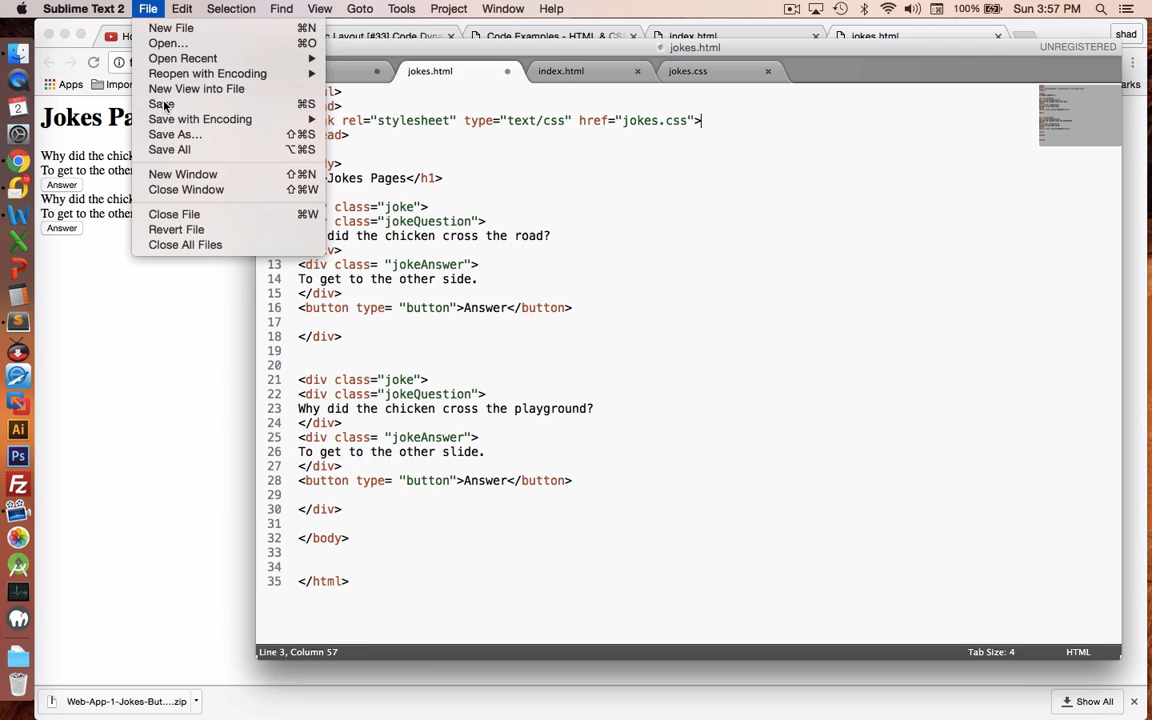 Sublime Text 2 File Edit Selection Find View Goto Tools Project Window Help 100% Sun 3:57 PM
Layout [#33] Code Dyna Code Examples - HTML & CS index.html jokes.html shad
jokes.html UNREGISTERED
jokes.html index.html jokes.css
Apps
New File ⌘N
Open... ⌘O
Open Recent
Reopen with Encoding
New View into File
Save ⌘S
Save with Encoding
Save As... ⇧⌘S
Save All ⌥⌘S
New Window ⇧⌘N
Close Window ⇧⌘W
Close File ⌘W
Revert File
Close All Files
Jokes Pa
Why did the chick
To get to the other
Answer
Why did the chick
To get to the other
Answer
rel="stylesheet" type="text/css" href="jokes.css">
Jokes Pages</h1>
class="joke">
class="jokeQuestion">
did the chicken cross the road?
13 <div class= "jokeAnswer">
14 To get to the other side.
15 </div>
16 <button type= "button">Answer</button>
17
18 </div>
19
20
21 <div class="joke">
22 <div class="jokeQuestion">
23 Why did the chicken cross the playground?
24 </div>
25 <div class= "jokeAnswer">
26 To get to the other slide.
27 </div>
28 <button type= "button">Answer</button>
29
30 </div>
31
32 </body>
33
34
35 </html>
Line 3, Column 57 Tab Size: 4 HTML
Web-App-1-Jokes-But....zip Show All